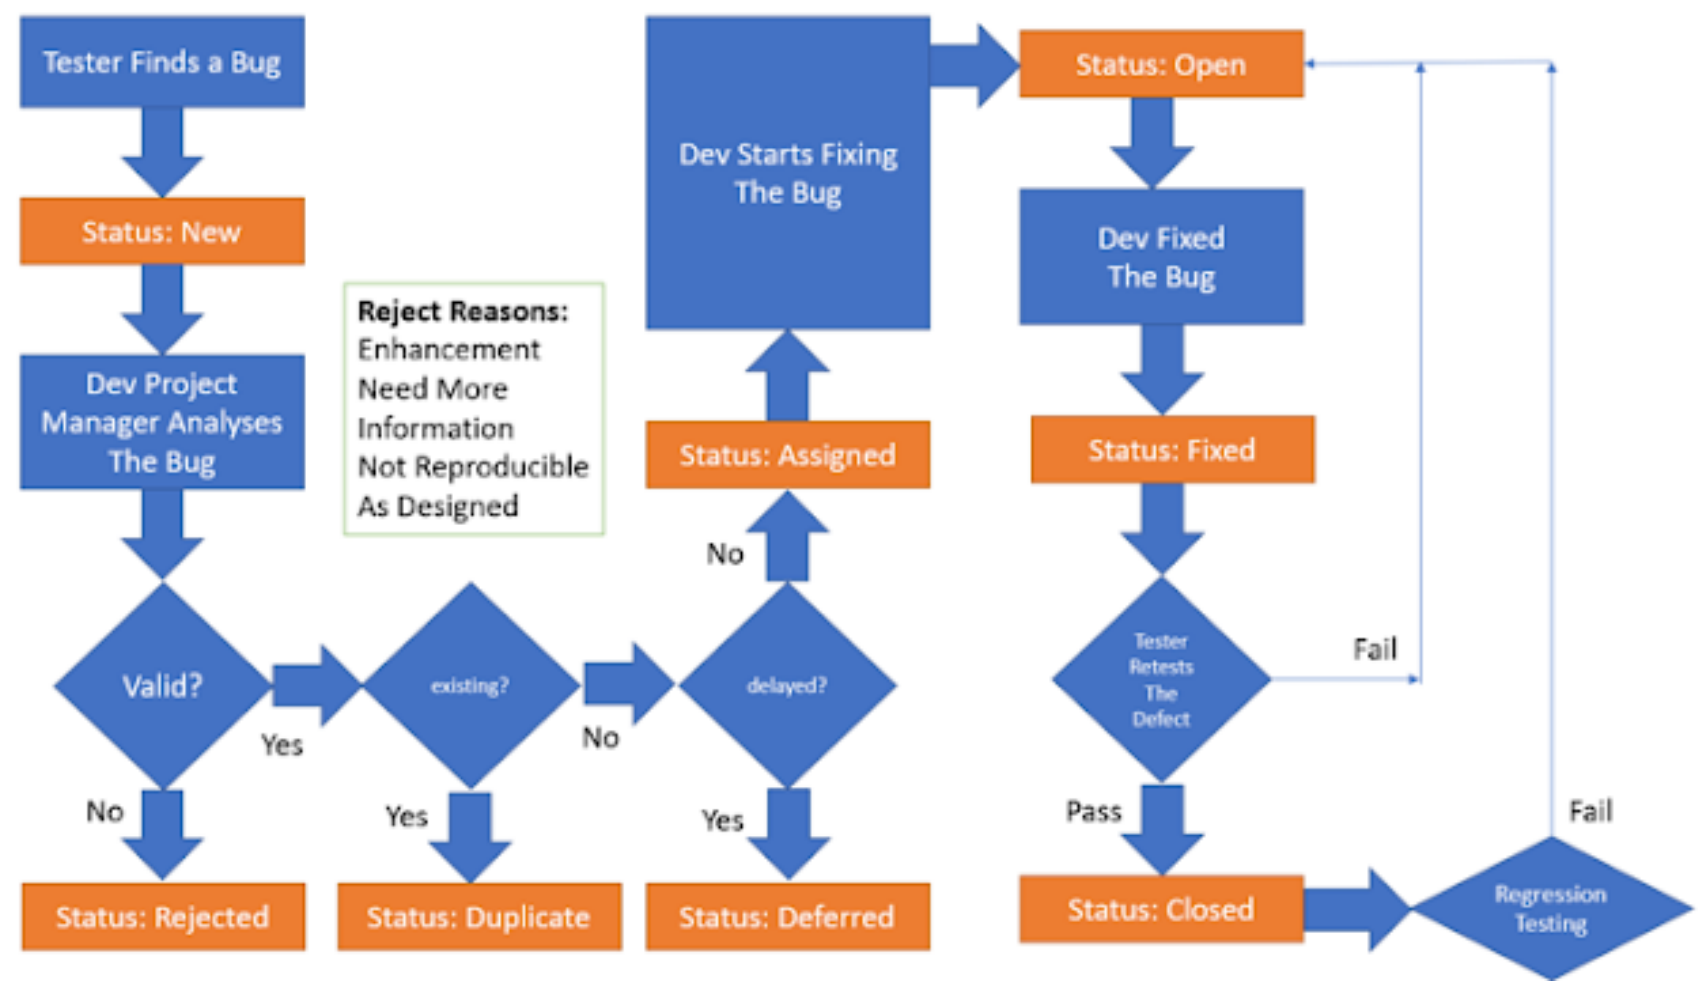 Tester Finds a Bug
Status: New
Dev Project
Manager Analyses
The Bug
Valid?
Yes
No
Status: Rejected
Reject Reasons:
Enhancement
Need More
Information
Not Reproducible
As Designed
existing?
No
Yes
Status: Duplicate
delayed?
Yes
Status: Deferred
No
Status: Assigned
Dev Starts Fixing
The Bug
Status: Open
Dev Fixed
The Bug
Status: Fixed
Tester
Retests
The
Defect
Fail
Pass
Status: Closed
Regression
Testing
Fail